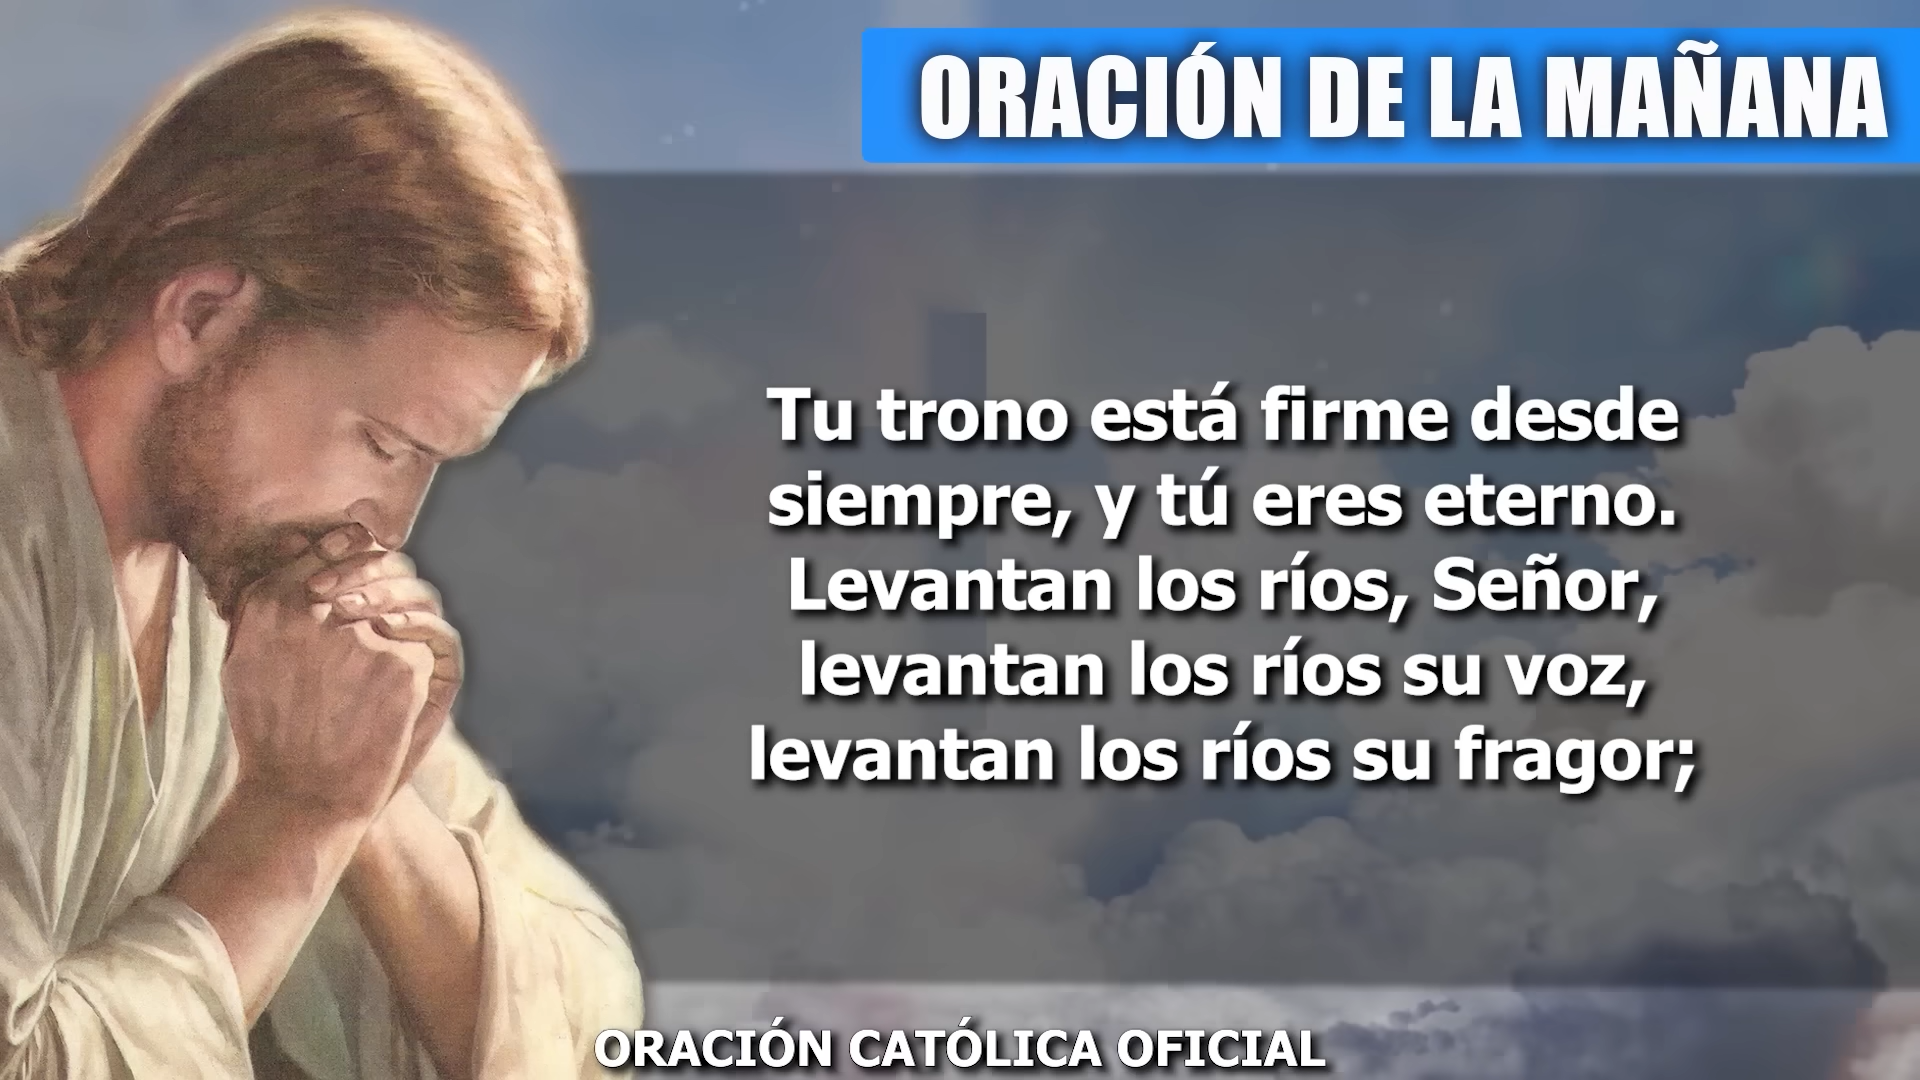 ORACIÓN DE LA MAÑANA
Tu trono está firme desde
siempre, y tú eres eterno.
Levantan los ríos, Señor,
levantan los ríos su voz,
levantan los ríos su fragor;
ORACIÓN CATÓLICA OFICIAL